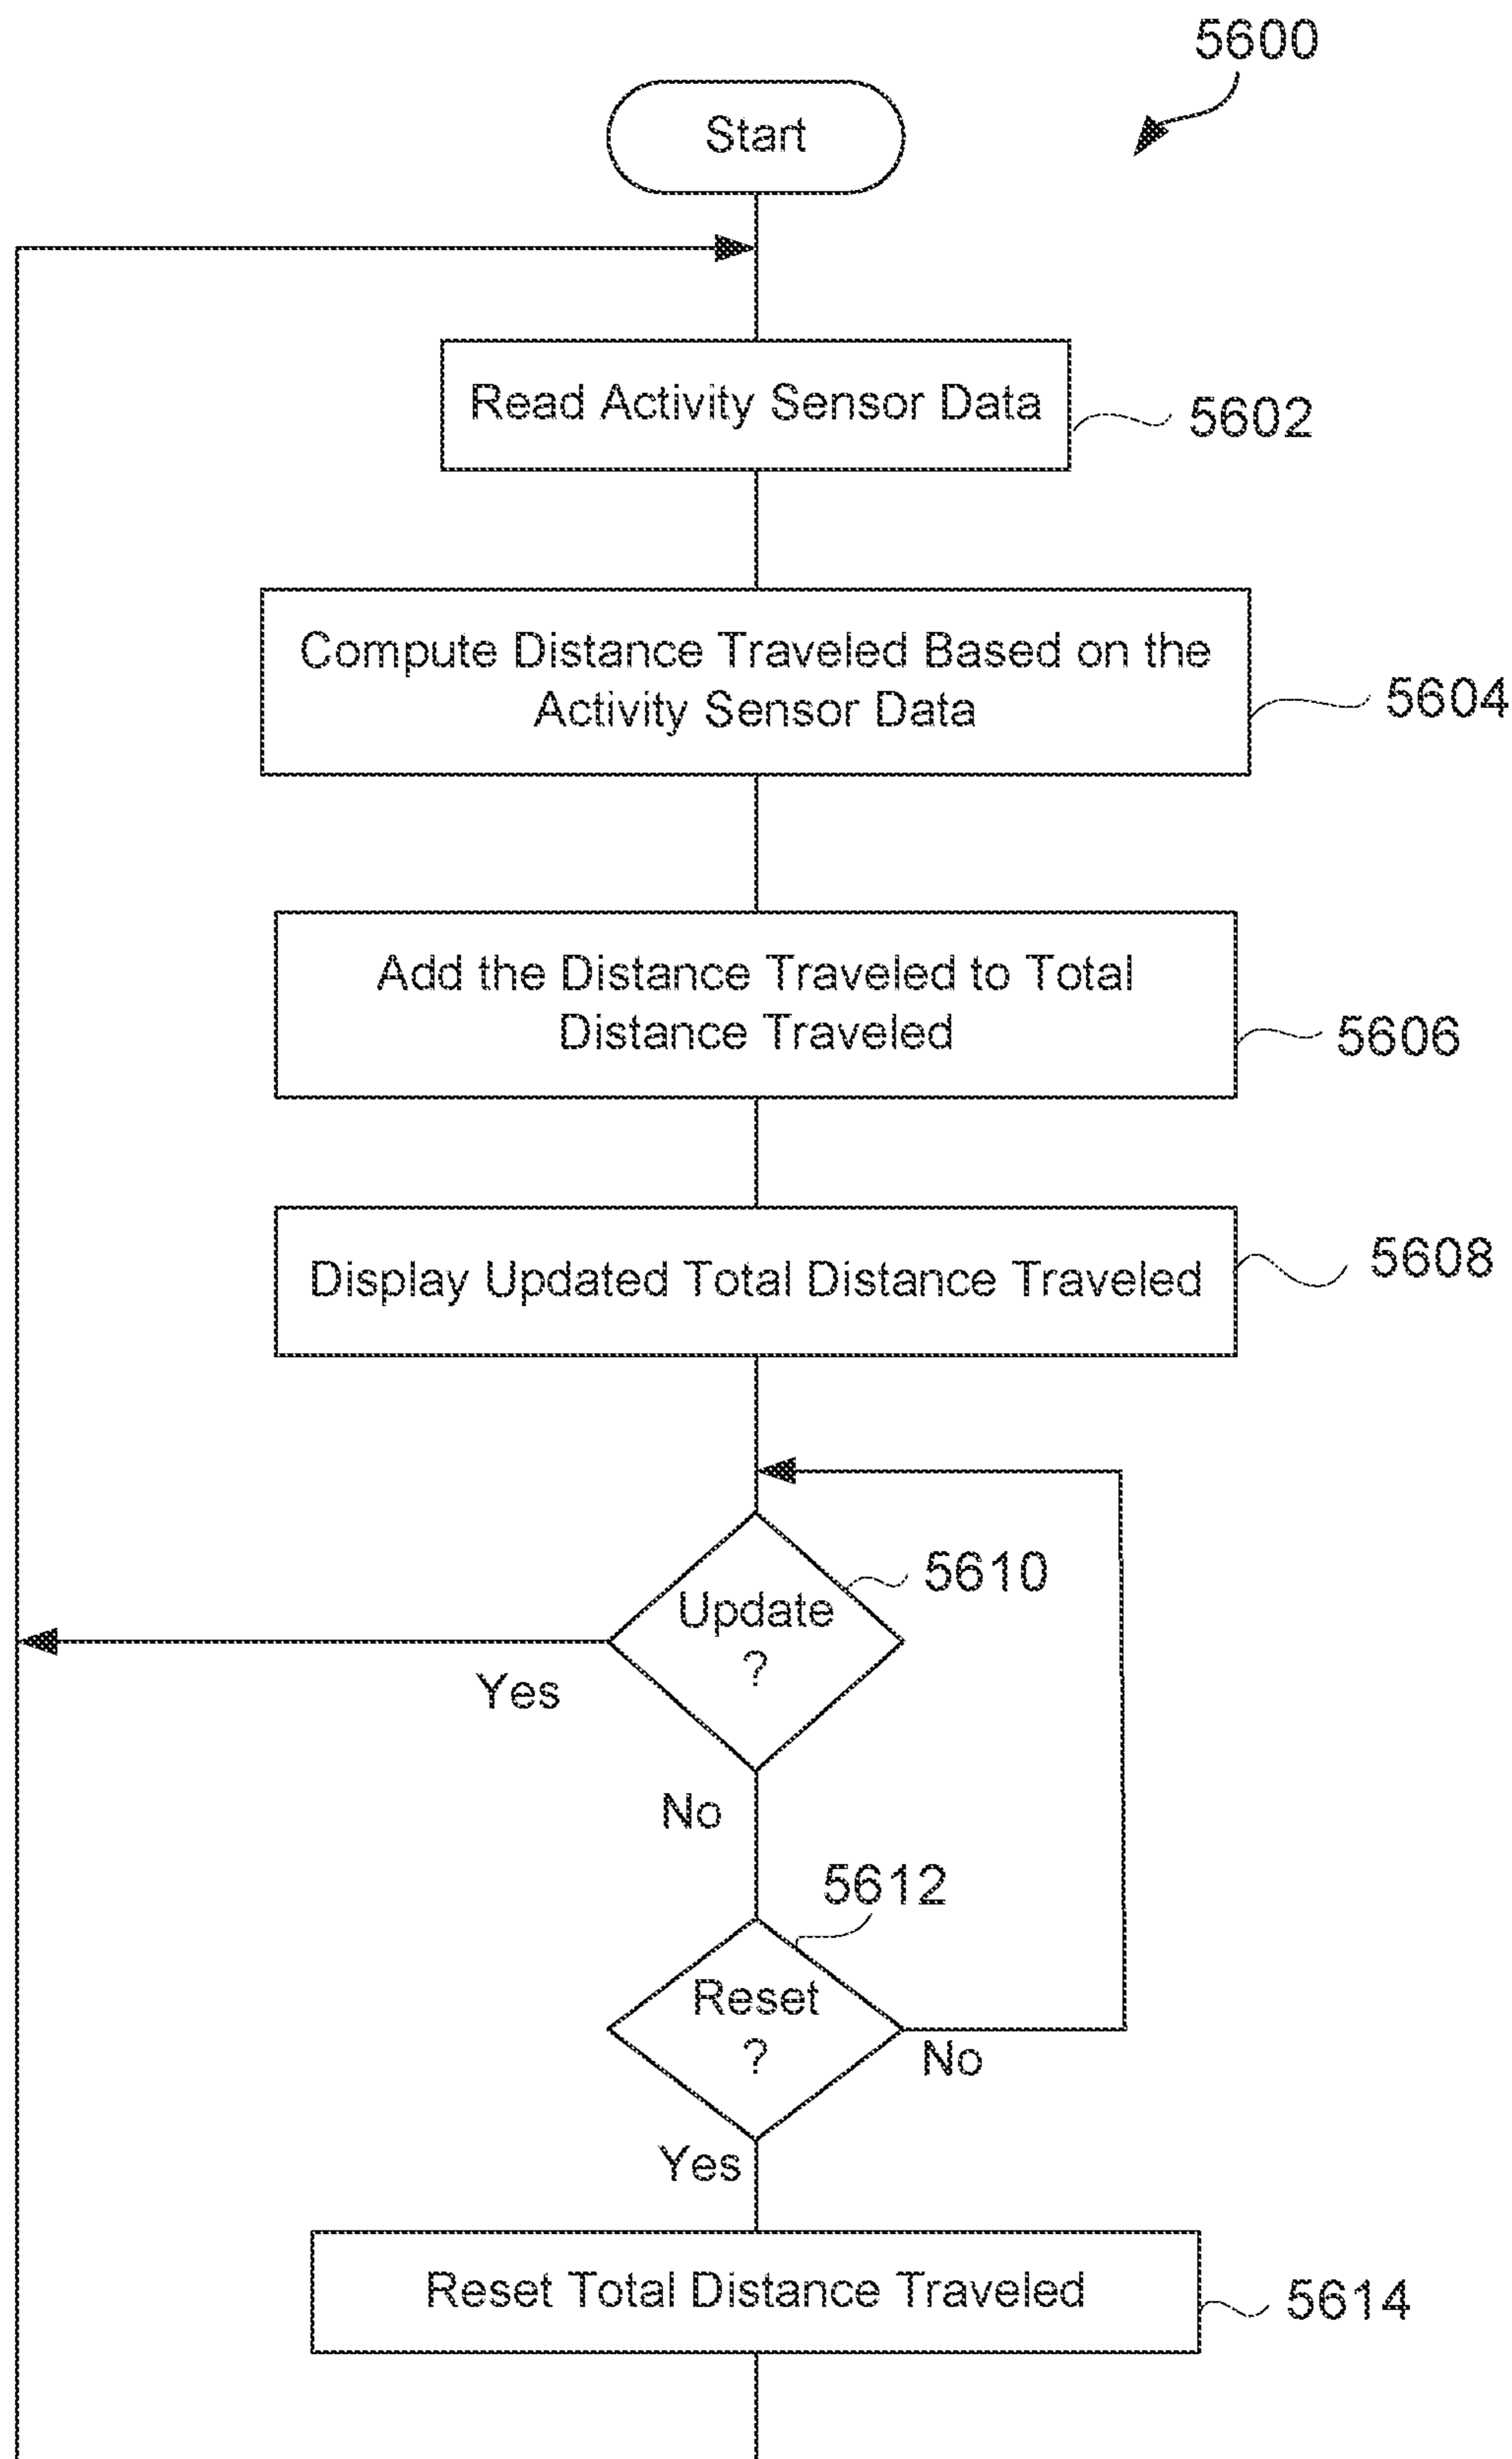 5600
Start
Read Activity Sensor Data
5602
Compute Distance Traveled Based on the
Activity Sensor Data
5604
Add the Distance Traveled to Total
Distance Traveled
5606
Display Updated Total Distance Traveled
5608
Update
?
5610
Yes
No
5612
Reset
?
No
Yes
Reset Total Distance Traveled
5614